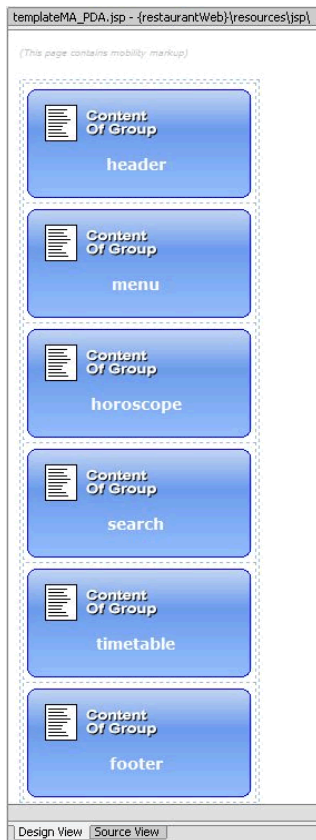 templateMA_PDA.jsp - {restaurantWeb}\resources\jsp\
(This page contains mobility markup)
Content
Of Group
header
Content
Of Group
menu
Content
Of Group
horoscope
Content
Of Group
search
Content
Of Group
timetable
Content
Of Group
footer
Design View Source View